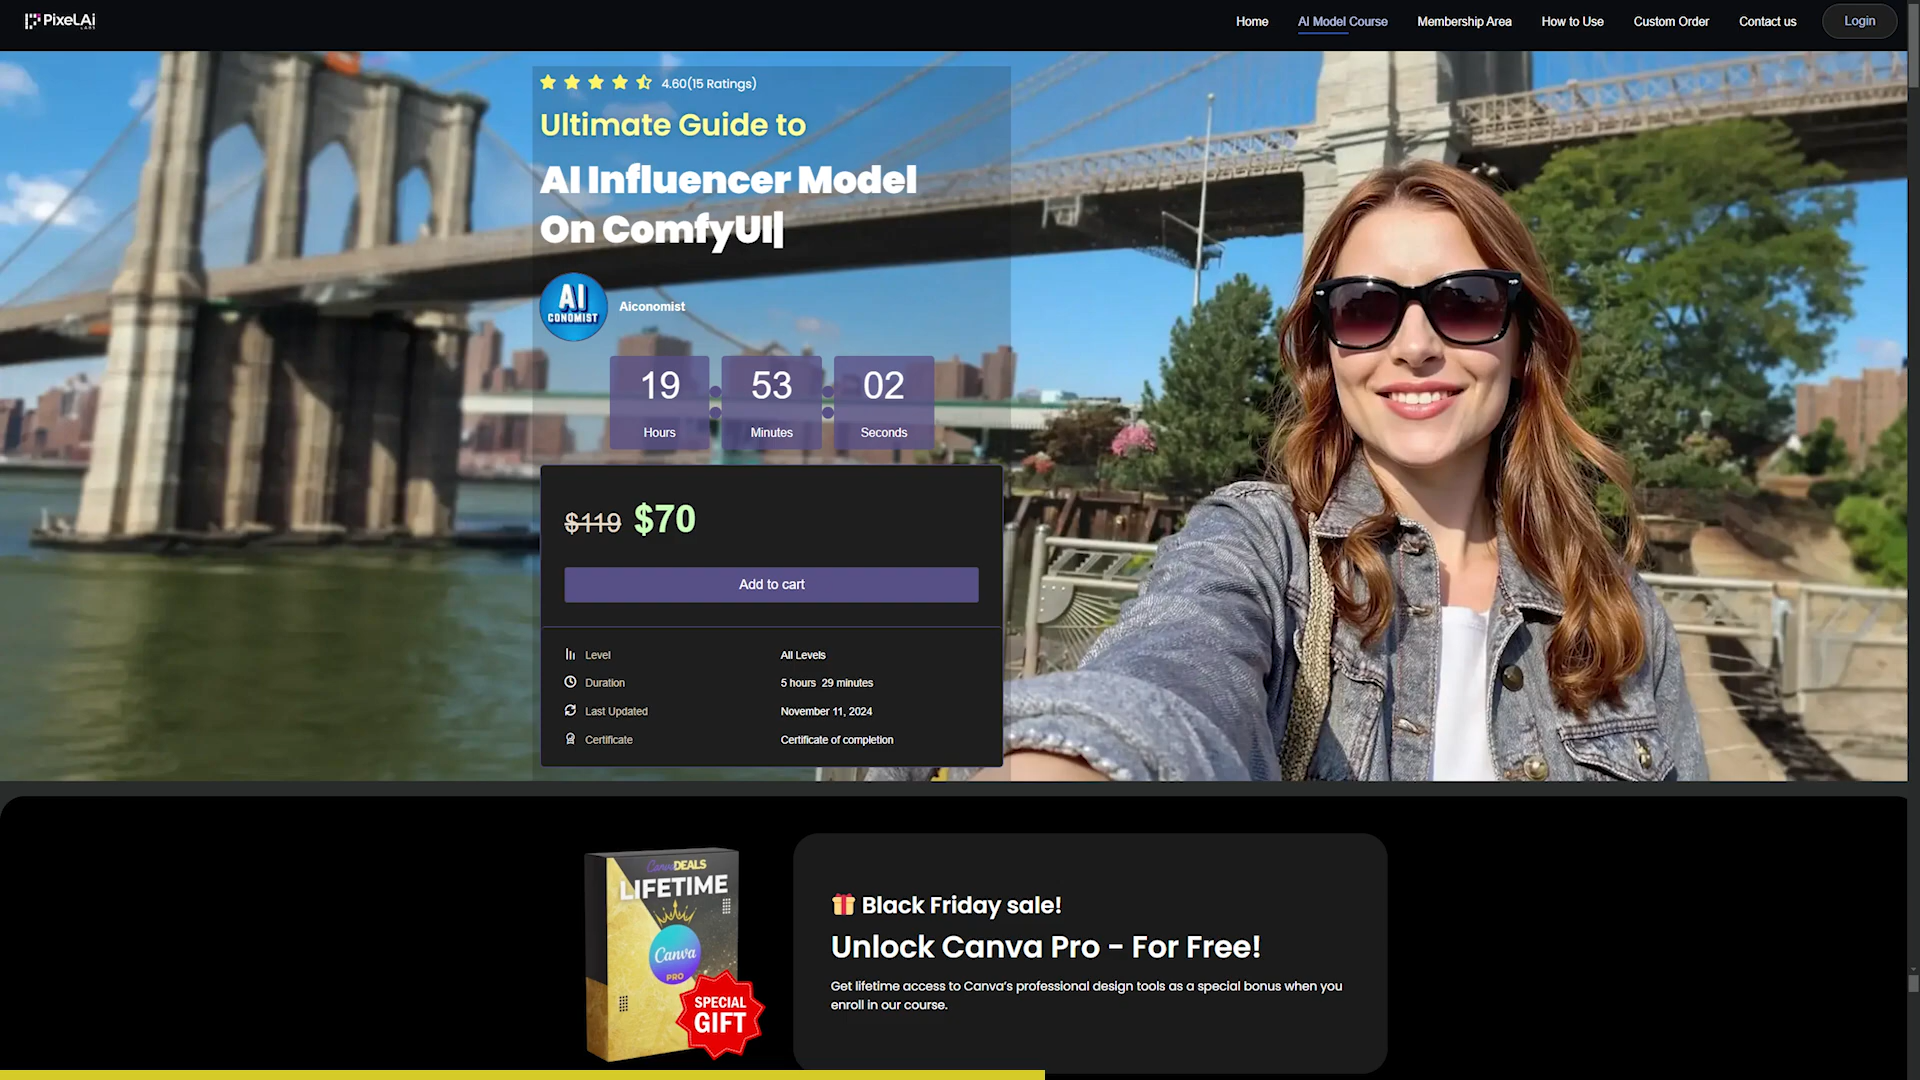 PixelAi
LABS
Home
AI Model Course
Membership Area
How to Use
Custom Order
Contact us
Login
4.60(15 Ratings)
Ultimate Guide to
AI Influencer Model
On ComfyUI|
AI
CONOMIST
Aiconomist
19
53
02
Hours
Minutes
Seconds
$119 $70
Add to cart
Level All Levels
Duration 5 hours 29 minutes
Last Updated November 11, 2024
Certificate Certificate of completion
Canva DEALS
LIFETIME
Canva
PRO
SPECIAL
GIFT
Black Friday sale!
Unlock Canva Pro - For Free!
Get lifetime access to Canva's professional design tools as a special bonus when you
enroll in our course.